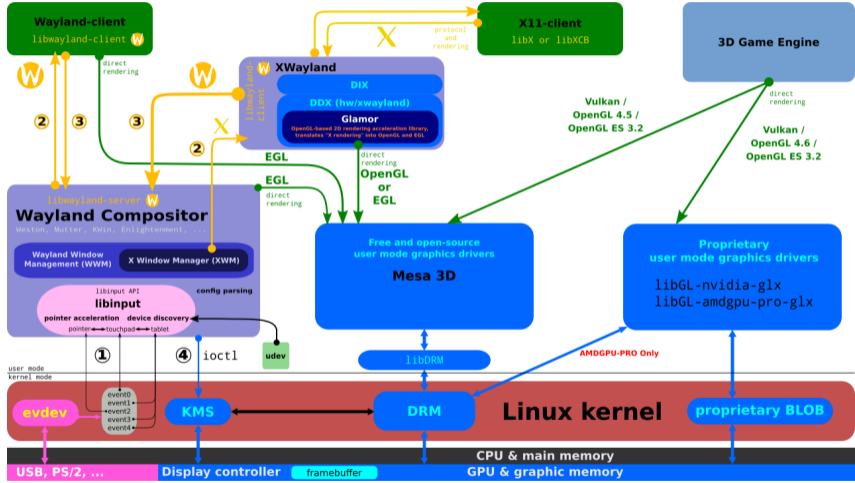 Wayland-client
libwayland-client W
direct
rendering
W
②
③
W
③
X
②
XWayland
W
libwayland-
client
DIX
DDX (hw/xwayland)
Glamor
OpenGL-based 2D rendering acceleration library,
translates "X rendering" into OpenGL and EGL
X
protocol
and
rendering
X11-client
libX or libXCB
3D Game Engine
direct
rendering
Vulkan /
OpenGL 4.5 /
OpenGL ES 3.2
Vulkan /
OpenGL 4.6 /
OpenGL ES 3.2
EGL
direct
rendering
OpenGL
or
EGL
EGL
direct
rendering
libwayland-server W
Wayland Compositor
Weston, Mutter, KWin, Enlightenment, ...
Wayland Window
Management (WWM)
X Window Manager (XWM)
libinput API
libinput
pointer acceleration device discovery
pointer touchpad tablet
config parsing
Free and open-source
user mode graphics drivers
Mesa 3D
Proprietary
user mode graphics drivers
libGL-nvidia-glx
libGL-amdgpu-pro-glx
①
④
ioctl
udev
libDRM
AMDGPU-PRO Only
user mode
kernel mode
evdev
event0
event1
event2
event3
event4
KMS
DRM
Linux kernel
proprietary BLOB
CPU & main memory
USB, PS/2, ...
Display controller
framebuffer
GPU & graphic memory